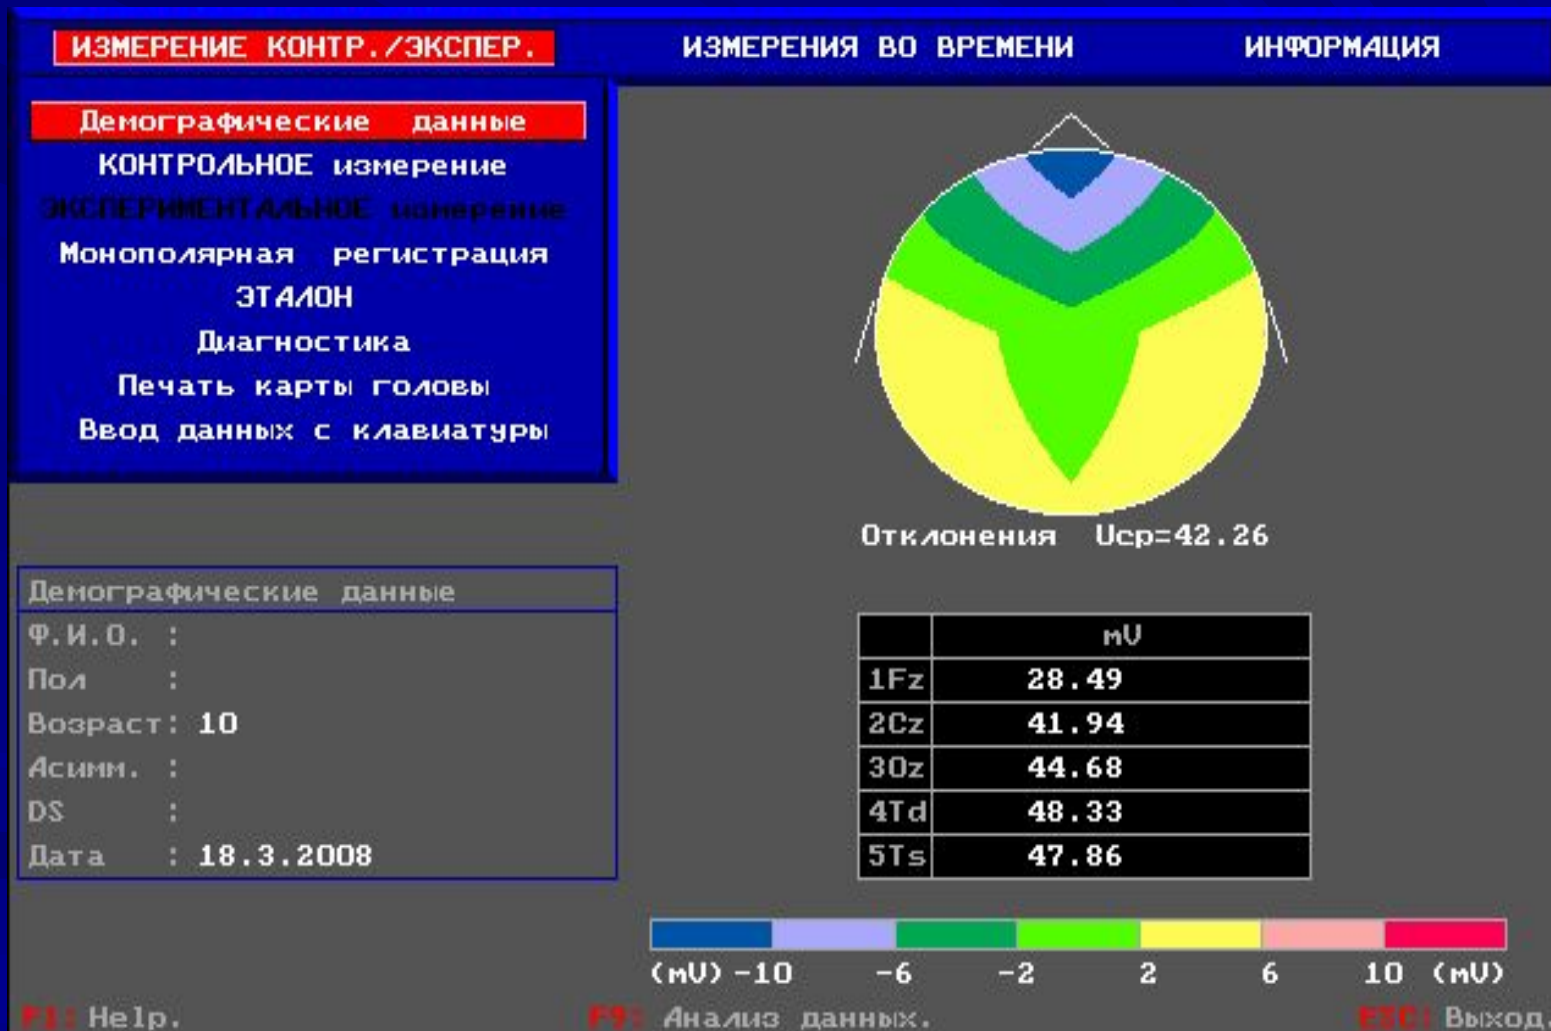 ИЗМЕРЕНИЕ КОНТР./ЭКСПЕР. ИЗМЕРЕНИЯ ВО ВРЕМЕНИ ИНФОРМАЦИЯ
Демографические данные
КОНТРОЛЬНОЕ измерение
ЭКСПЕРИМЕНТАЛЬНОЕ измерение
Монополярная регистрация
ЭТАЛОН
Диагностика
Печать карты головы
Ввод данных с клавиатуры
Отклонения Uср=42.26
Демографические данные
Ф.И.О. :
Пол :
Возраст: 10
Асимм. :
DS :
Дата : 18.3.2008
mV
1Fz 28.49
2Cz 41.94
3Oz 44.68
4Td 48.33
5Ts 47.86
(mV) -10 -6 -2 2 6 10 (mV)
F1: Help. F9: Анализ данных. ESC: Выход.